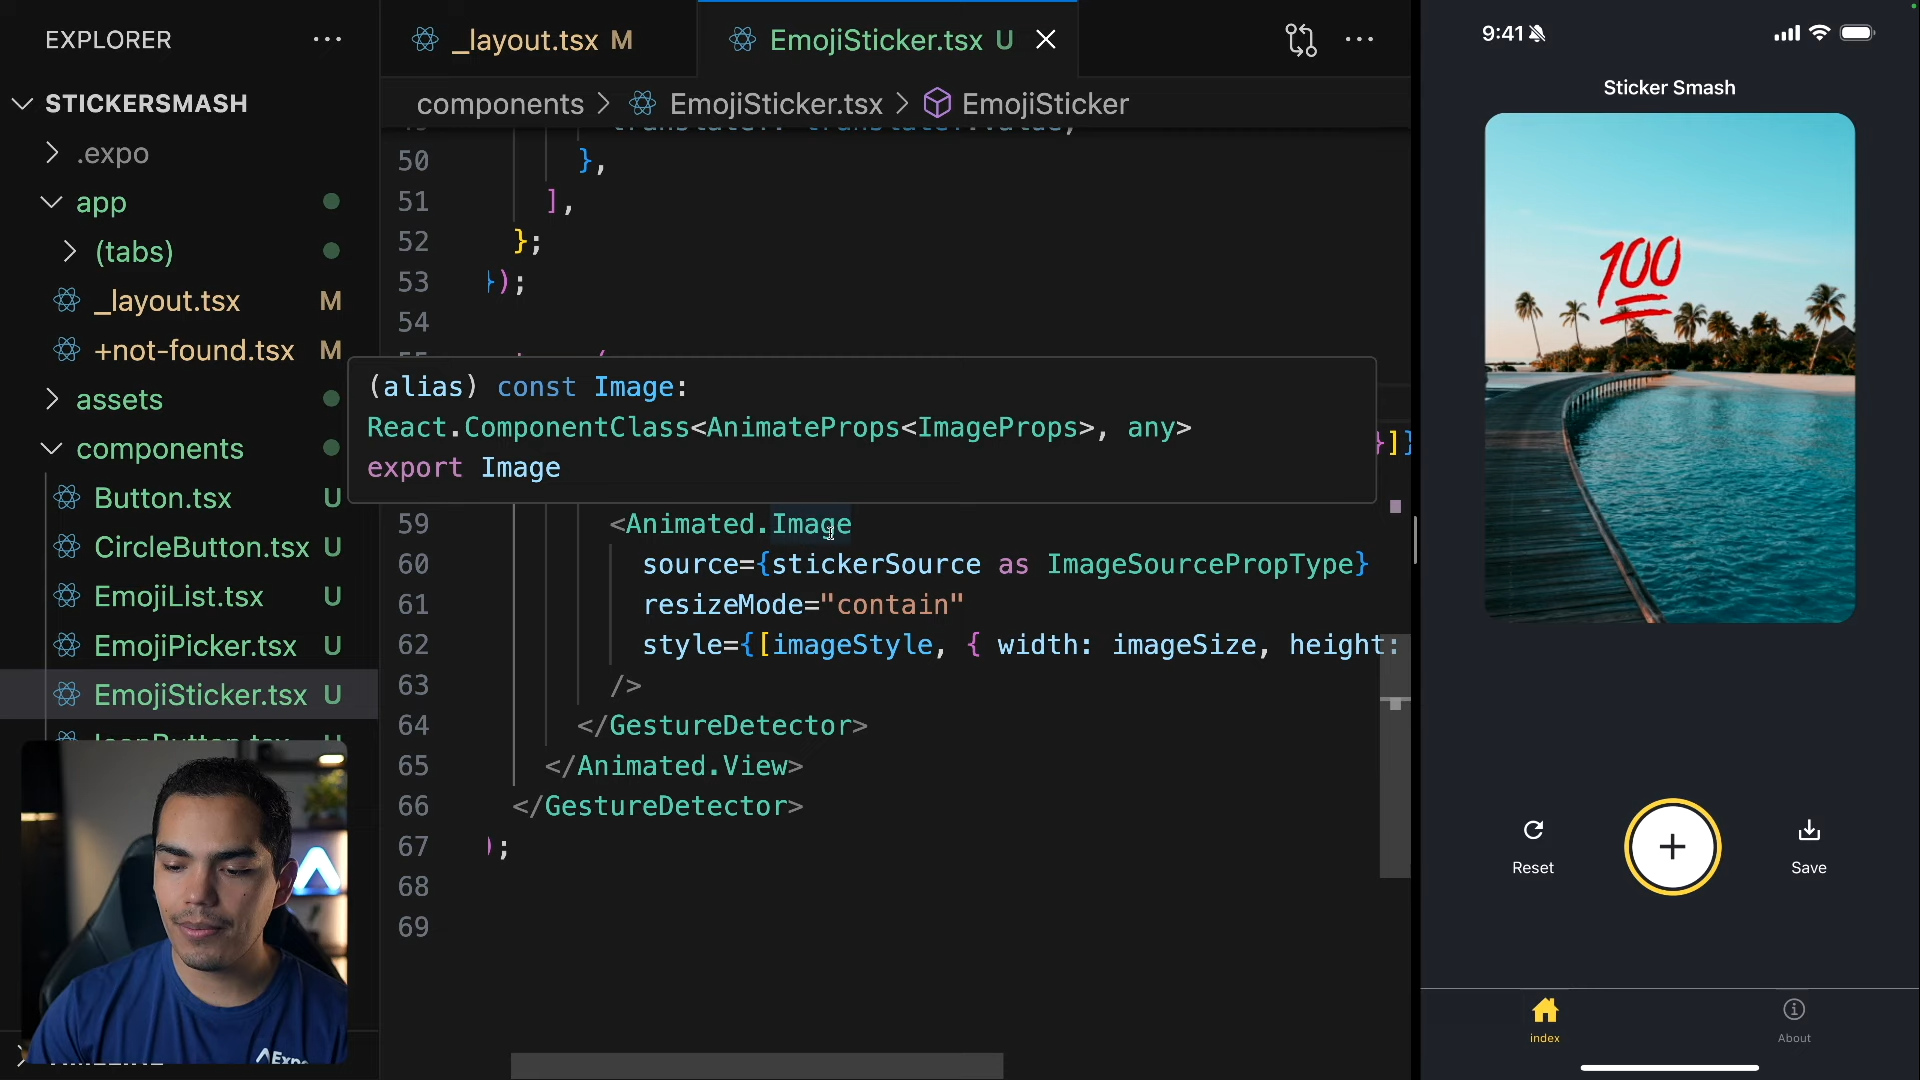 EXPLORER
STICKERSMASH
.expo
app
(tabs)
_layout.tsx M
+not-found.tsx M
assets
components
Button.tsx U
CircleButton.tsx U
EmojiList.tsx U
EmojiPicker.tsx U
EmojiSticker.tsx U
_layout.tsx M
EmojiSticker.tsx U
components > EmojiSticker.tsx > EmojiSticker
50 },
51 ],
52 };
53 });
54
(alias) const Image:
React.ComponentClass<AnimateProps<ImageProps>, any>
export Image
}]}
59 <Animated.Image
60 source={stickerSource as ImageSourcePropType}
61 resizeMode="contain"
62 style={[imageStyle, { width: imageSize, height:
63 />
64 </GestureDetector>
65 </Animated.View>
66 </GestureDetector>
67 );
68
69
9:41
Sticker Smash
100
Reset
Save
index
About